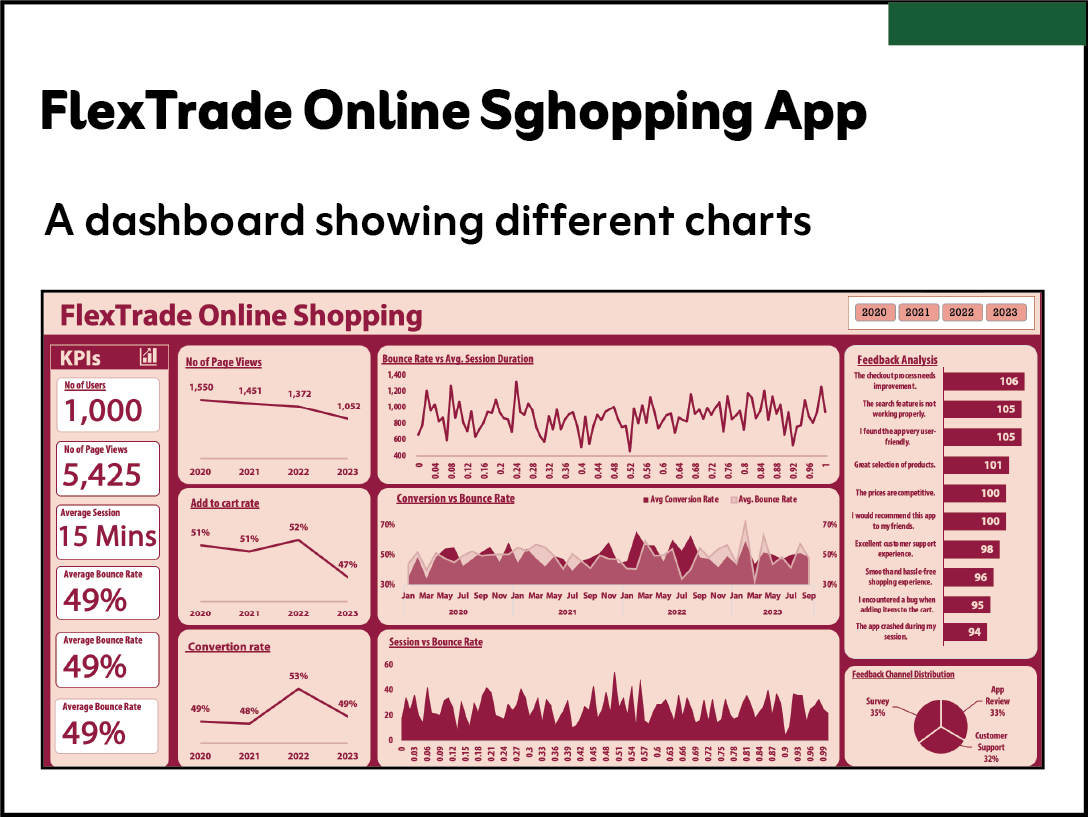 FlexTrade Online Sghopping App
A dashboard showing different charts
FlexTrade Online Shopping
2020 2021 2022 2023
KPIs
No of Users
1,000
No of Page Views
5,425
Average Session
15 Mins
Average Bounce Rate
49%
Average Bounce Rate
49%
Average Bounce Rate
49%
No of Page Views
1,550 1,451 1,372 1,052
2020 2021 2022 2023
Add to cart rate
51% 51% 52% 47%
2020 2021 2022 2023
Convertion rate
49% 48% 53% 49%
2020 2021 2022 2023
Bounce Rate vs Avg. Session Duration
1,400
1,200
1,000
800
600
400
0 0.04 0.08 0.12 0.16 0.2 0.24 0.28 0.32 0.36 0.4 0.44 0.48 0.52 0.56 0.6 0.64 0.68 0.72 0.76 0.8 0.84 0.88 0.92 0.96 1
Conversion vs Bounce Rate
Avg Conversion Rate Avg. Bounce Rate
70% 70%
50% 50%
30% 30%
Jan Mar May Jul Sep Nov Jan Mar May Jul Sep Nov Jan Mar May Jul Sep Nov Jan Mar May Jul Sep
2020 2021 2022 2023
Session vs Bounce Rate
60
40
20
0
0 0.03 0.06 0.09 0.12 0.15 0.18 0.21 0.24 0.27 0.3 0.33 0.36 0.39 0.42 0.45 0.48 0.51 0.54 0.57 0.6 0.63 0.66 0.69 0.72 0.75 0.78 0.81 0.84 0.87 0.9 0.93 0.96 0.99
Feedback Analysis
The checkout process needs
improvement.
106
The search feature is not
working properly.
105
I found the app very user-
friendly.
105
Great selection of products.
101
The prices are competitive.
100
I would recommend this app
to my friends.
100
Excellent customer support
experience.
98
Smooth and hassle-free
shopping experience.
96
I encountered a bug when
adding items to the cart.
95
The app crashed during my
session.
94
Feedback Channel Distribution
Survey
35%
App
Review
33%
Customer
Support
32%